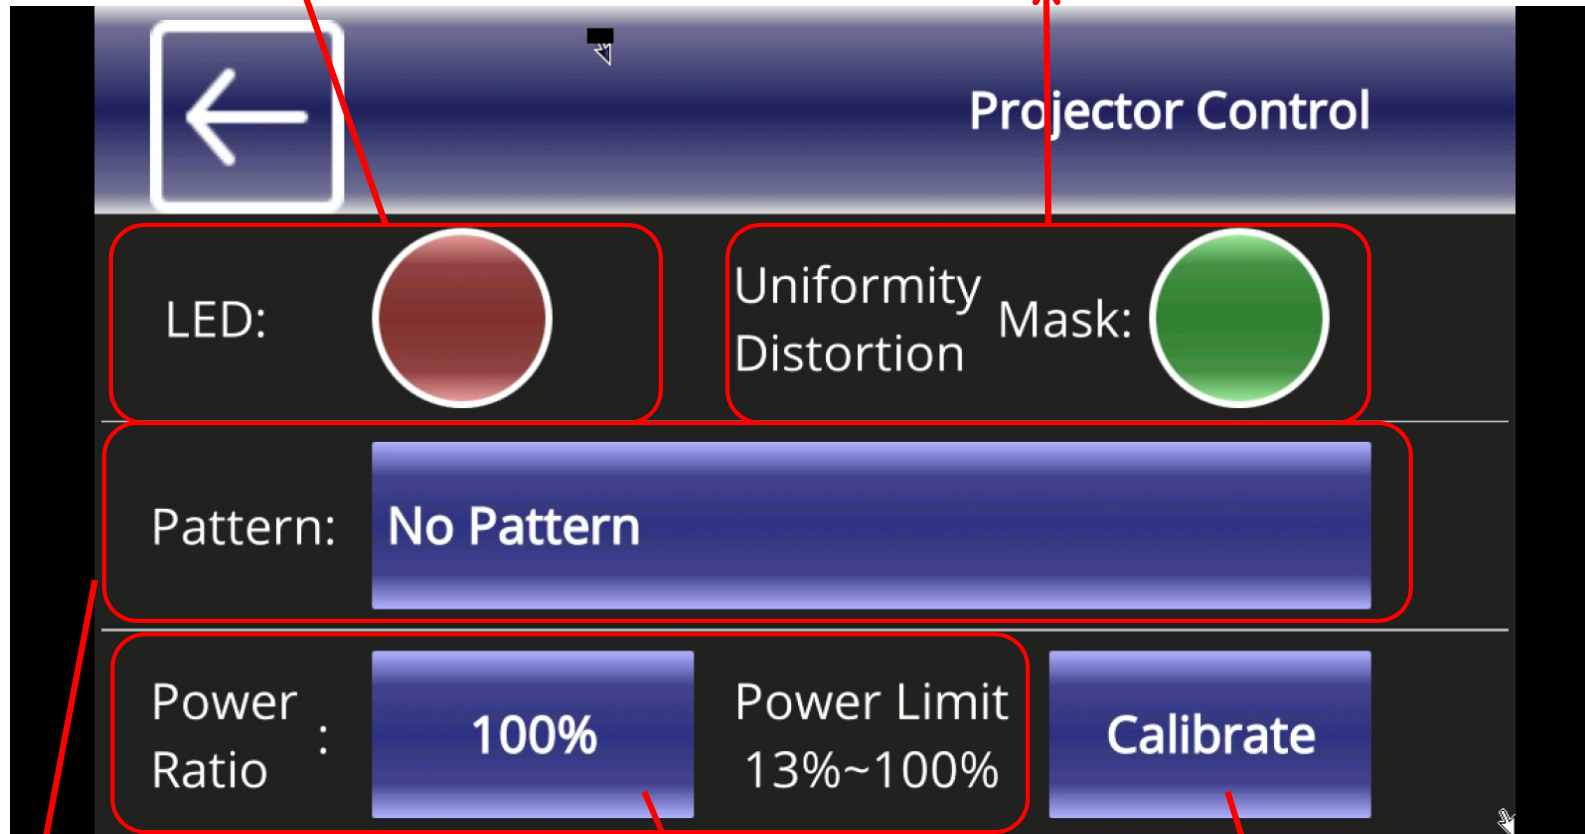 Projector Control
LED:
Uniformity
Distortion
Mask:
Pattern:
No Pattern
Power
Ratio
:
100%
Power Limit
13%~100%
Calibrate